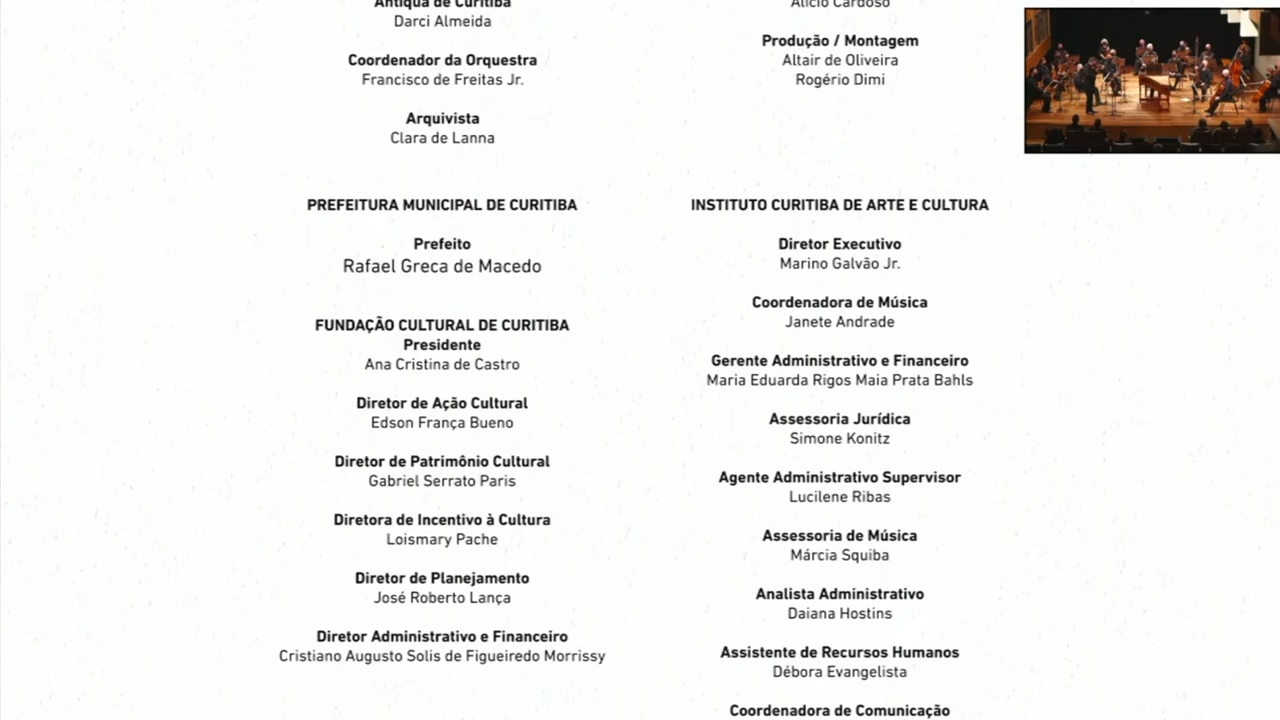 Antiqua de Curitiba
Darci Almeida
Coordenador da Orquestra
Francisco de Freitas Jr.
Arquivista
Clara de Lanna
PREFEITURA MUNICIPAL DE CURITIBA
Prefeito
Rafael Greca de Macedo
FUNDAÇÃO CULTURAL DE CURITIBA
Presidente
Ana Cristina de Castro
Diretor de Ação Cultural
Edson França Bueno
Diretor de Patrimônio Cultural
Gabriel Serrato Paris
Diretora de Incentivo à Cultura
Loismary Pache
Diretor de Planejamento
José Roberto Lança
Diretor Administrativo e Financeiro
Cristiano Augusto Solis de Figueiredo Morrissy
Alício Cardoso
Produção / Montagem
Altair de Oliveira
Rogério Dimi
INSTITUTO CURITIBA DE ARTE E CULTURA
Diretor Executivo
Marino Galvão Jr.
Coordenadora de Música
Janete Andrade
Gerente Administrativo e Financeiro
Maria Eduarda Rigos Maia Prata Bahls
Assessoria Jurídica
Simone Konitz
Agente Administrativo Supervisor
Lucilene Ribas
Assessoria de Música
Márcia Squiba
Analista Administrativo
Daiana Hostins
Assistente de Recursos Humanos
Débora Evangelista
Coordenadora de Comunicação